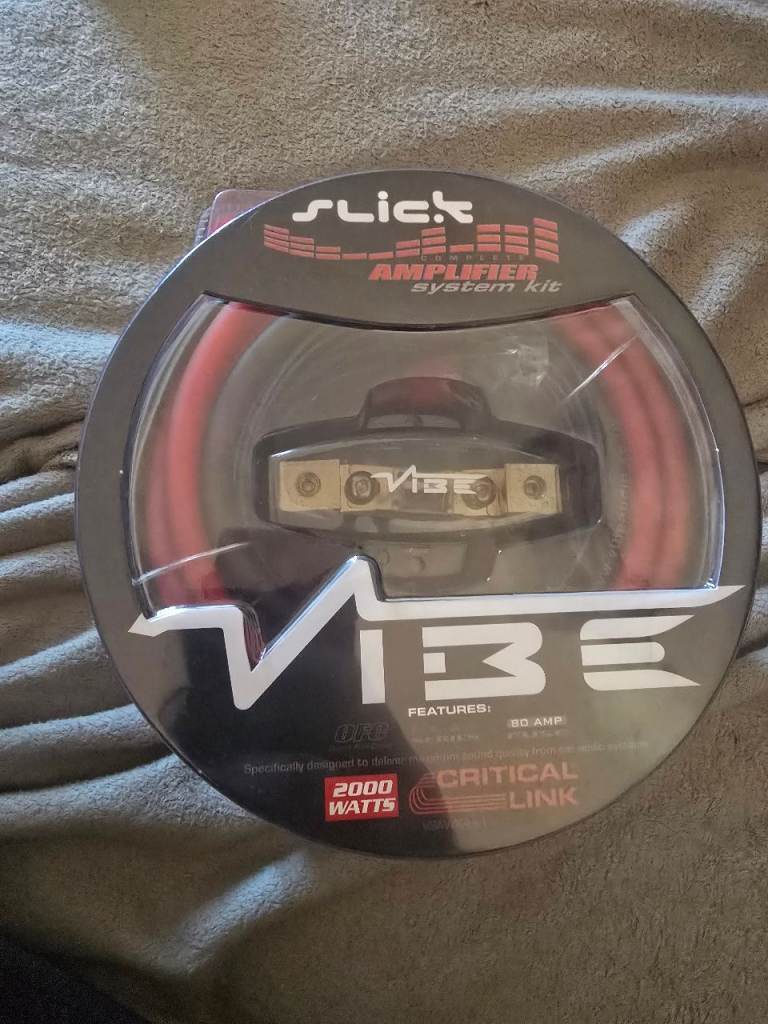 SLICK
COMPLETE
AMPLIFIER
system kit
VIBE
VIBE
FEATURES:
OFC
80 AMP
Specifically designed to deliver maximum sound quality from car audio systems
2000
WATTS
CRITICAL
LINK